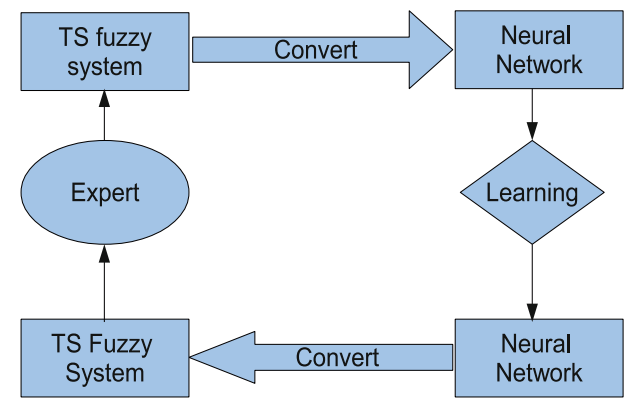 TS fuzzy
system
Convert
Neural
Network
Expert
Learning
TS Fuzzy
System
Convert
Neural
Network